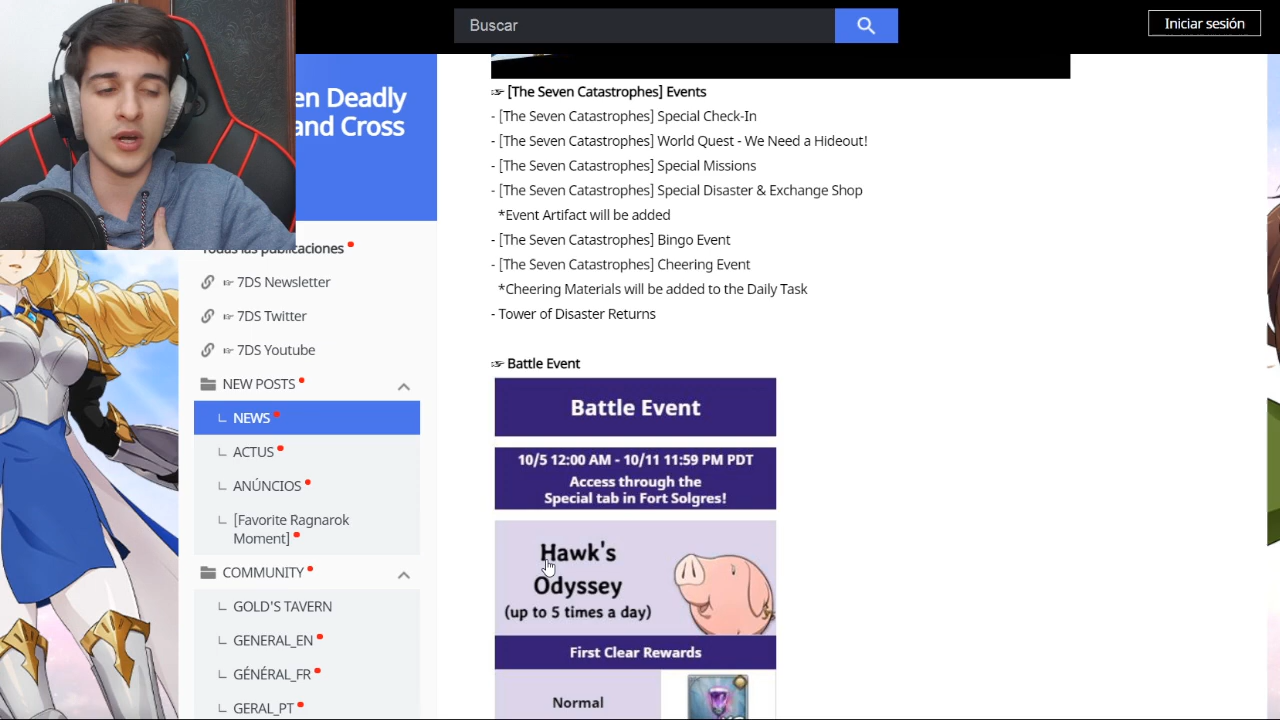 Buscar
Iniciar sesión
en Deadly
and Cross
Todas las publicaciones
☞ 7DS Newsletter
☞ 7DS Twitter
☞ 7DS Youtube
NEW POSTS
NEWS
ACTUS
ANÚNCIOS
[Favorite Ragnarok
Moment]
COMMUNITY
GOLD'S TAVERN
GENERAL_EN
GÉNÉRAL_FR
GERAL_PT
☞ [The Seven Catastrophes] Events
- [The Seven Catastrophes] Special Check-In
- [The Seven Catastrophes] World Quest - We Need a Hideout!
- [The Seven Catastrophes] Special Missions
- [The Seven Catastrophes] Special Disaster & Exchange Shop
*Event Artifact will be added
- [The Seven Catastrophes] Bingo Event
- [The Seven Catastrophes] Cheering Event
*Cheering Materials will be added to the Daily Task
- Tower of Disaster Returns
☞ Battle Event
Battle Event
10/5 12:00 AM - 10/11 11:59 PM PDT
Access through the
Special tab in Fort Solgres!
Hawk's
Odyssey
(up to 5 times a day)
First Clear Rewards
Normal